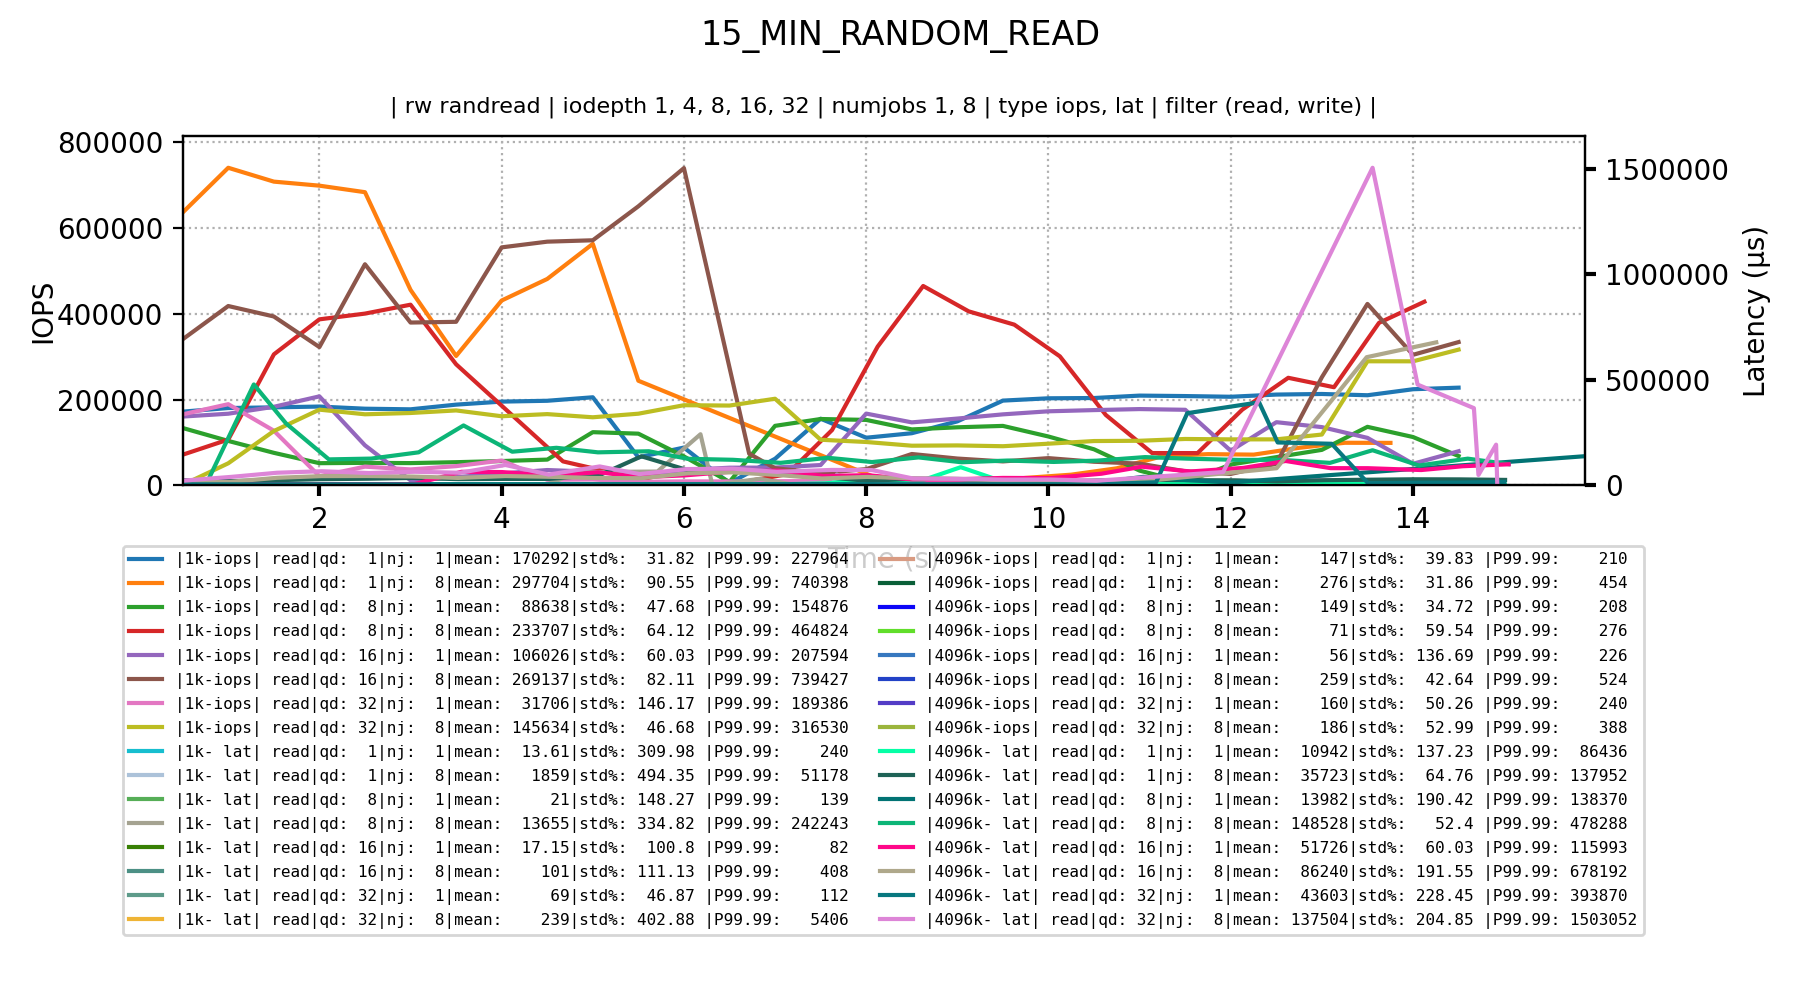 15_MIN_RANDOM_READ
| rw randread | iodepth 1, 4, 8, 16, 32 | numjobs 1, 8 | type iops, lat | filter (read, write) |
800000
600000
400000
200000
0
IOPS
1500000
1000000
500000
0
Latency (µs)
2 4 6 8 10 12 14
Time (s)
|1k-iops| read|qd:  1|nj:  1|mean: 170292|std%:  31.82 |P99.99: 227964
|1k-iops| read|qd:  1|nj:  8|mean: 297704|std%:  90.55 |P99.99: 740398
|1k-iops| read|qd:  8|nj:  1|mean:  88638|std%:  47.68 |P99.99: 154876
|1k-iops| read|qd:  8|nj:  8|mean: 233707|std%:  64.12 |P99.99: 464824
|1k-iops| read|qd: 16|nj:  1|mean: 106026|std%:  60.03 |P99.99: 207594
|1k-iops| read|qd: 16|nj:  8|mean: 269137|std%:  82.11 |P99.99: 739427
|1k-iops| read|qd: 32|nj:  1|mean:  31706|std%: 146.17 |P99.99: 189386
|1k-iops| read|qd: 32|nj:  8|mean: 145634|std%:  46.68 |P99.99: 316530
|1k- lat| read|qd:  1|nj:  1|mean:  13.61|std%: 309.98 |P99.99:    240
|1k- lat| read|qd:  1|nj:  8|mean:   1859|std%: 494.35 |P99.99:  51178
|1k- lat| read|qd:  8|nj:  1|mean:     21|std%: 148.27 |P99.99:    139
|1k- lat| read|qd:  8|nj:  8|mean:  13655|std%: 334.82 |P99.99: 242243
|1k- lat| read|qd: 16|nj:  1|mean:  17.15|std%:  100.8 |P99.99:     82
|1k- lat| read|qd: 16|nj:  8|mean:    101|std%: 111.13 |P99.99:    408
|1k- lat| read|qd: 32|nj:  1|mean:     69|std%:  46.87 |P99.99:    112
|1k- lat| read|qd: 32|nj:  8|mean:    239|std%: 402.88 |P99.99:   5406
|4096k-iops| read|qd:  1|nj:  1|mean:    147|std%:  39.83 |P99.99:    210
|4096k-iops| read|qd:  1|nj:  8|mean:    276|std%:  31.86 |P99.99:    454
|4096k-iops| read|qd:  8|nj:  1|mean:    149|std%:  34.72 |P99.99:    208
|4096k-iops| read|qd:  8|nj:  8|mean:     71|std%:  59.54 |P99.99:    276
|4096k-iops| read|qd: 16|nj:  1|mean:     56|std%: 136.69 |P99.99:    226
|4096k-iops| read|qd: 16|nj:  8|mean:    259|std%:  42.64 |P99.99:    524
|4096k-iops| read|qd: 32|nj:  1|mean:    160|std%:  50.26 |P99.99:    240
|4096k-iops| read|qd: 32|nj:  8|mean:    186|std%:  52.99 |P99.99:    388
|4096k- lat| read|qd:  1|nj:  1|mean:  10942|std%: 137.23 |P99.99:  86436
|4096k- lat| read|qd:  1|nj:  8|mean:  35723|std%:  64.76 |P99.99: 137952
|4096k- lat| read|qd:  8|nj:  1|mean:  13982|std%: 190.42 |P99.99: 138370
|4096k- lat| read|qd:  8|nj:  8|mean: 148528|std%:   52.4 |P99.99: 478288
|4096k- lat| read|qd: 16|nj:  1|mean:  51726|std%:  60.03 |P99.99: 115993
|4096k- lat| read|qd: 16|nj:  8|mean:  86240|std%: 191.55 |P99.99: 678192
|4096k- lat| read|qd: 32|nj:  1|mean:  43603|std%: 228.45 |P99.99: 393870
|4096k- lat| read|qd: 32|nj:  8|mean: 137504|std%: 204.85 |P99.99: 1503052